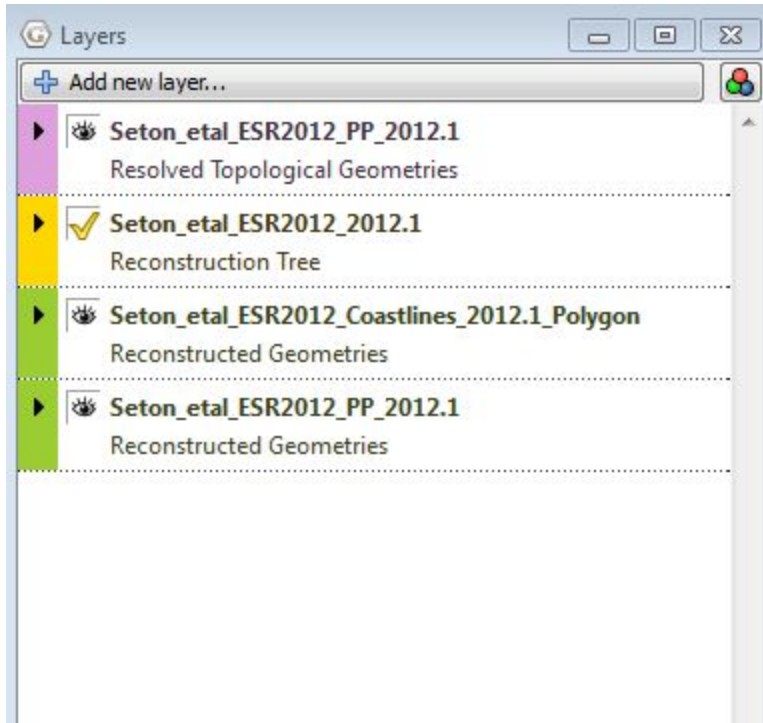 Layers
Add new layer...
Seton_etal_ESR2012_PP_2012.1
Resolved Topological Geometries
Seton_etal_ESR2012_2012.1
Reconstruction Tree
Seton_etal_ESR2012_Coastlines_2012.1_Polygon
Reconstructed Geometries
Seton_etal_ESR2012_PP_2012.1
Reconstructed Geometries